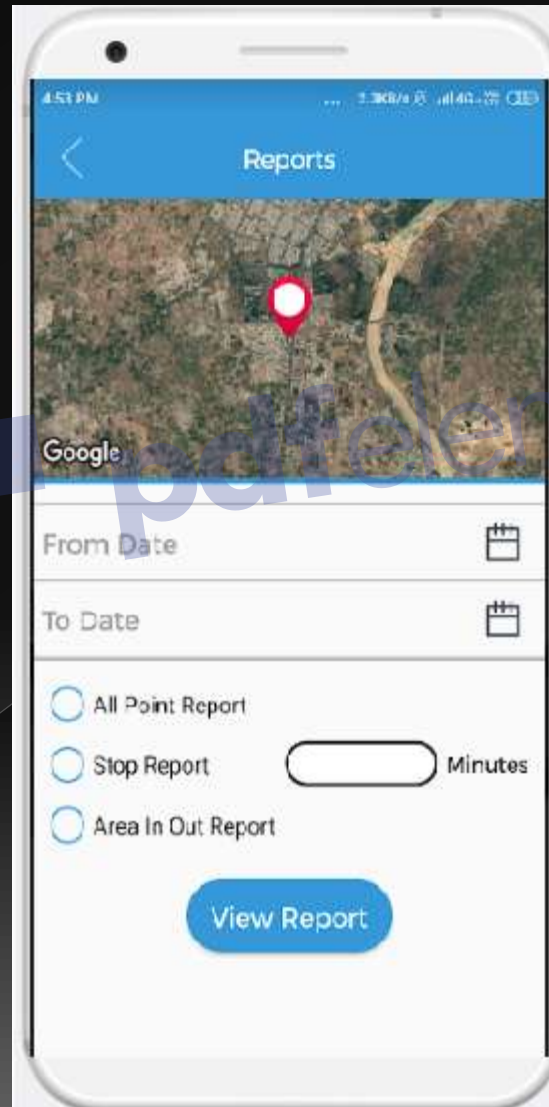 4:53 PM
Reports
Google
From Date
To Date
All Point Report
Stop Report Minutes
Area In Out Report
View Report